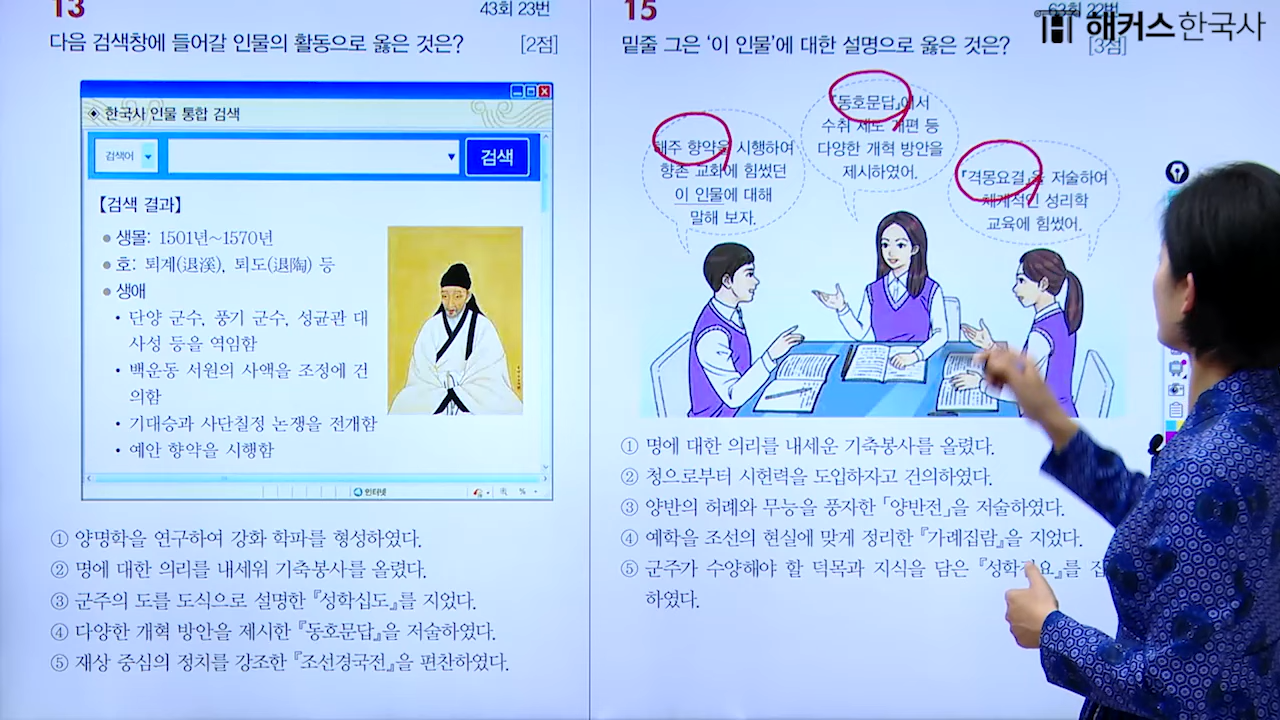 13
43회 23번
다음 검색창에 들어갈 인물의 활동으로 옳은 것은?
[2점]
한국사 인물 통합 검색
검색어
검색
【검색 결과】
● 생몰: 1501년~1570년
● 호: 퇴계(退溪), 퇴도(退陶) 등
● 생애
• 단양 군수, 풍기 군수, 성균관 대
사성 등을 역임함
• 백운동 서원의 사액을 조정에 건
의함
• 기대승과 사단칠정 논쟁을 전개함
• 예안 향약을 시행함
인터넷
① 양명학을 연구하여 강화 학파를 형성하였다.
② 명에 대한 의리를 내세워 기축봉사를 올렸다.
③ 군주의 도를 도식으로 설명한 『성학십도』를 지었다.
④ 다양한 개혁 방안을 제시한 『동호문답』을 저술하였다.
⑤ 재상 중심의 정치를 강조한 『조선경국전』을 편찬하였다.
15
22번
해커스한국사
밑줄 그은 ‘이 인물’에 대한 설명으로 옳은 것은?
[3점]
해주 향약을 시행하여
향촌 교화에 힘썼던
이 인물에 대해
말해 보자.
『동호문답』에서
수취 제도 개편 등
다양한 개혁 방안을
제시하였어.
『격몽요결』을 저술하여
체계적인 성리학
교육에 힘썼어.
① 명에 대한 의리를 내세운 기축봉사를 올렸다.
② 청으로부터 시헌력을 도입하자고 건의하였다.
③ 양반의 허례와 무능을 풍자한 「양반전」을 저술하였다.
④ 예학을 조선의 현실에 맞게 정리한 『가례집람』을 지었다.
⑤ 군주가 수양해야 할 덕목과 지식을 담은 『성학집요』를 집
하였다.